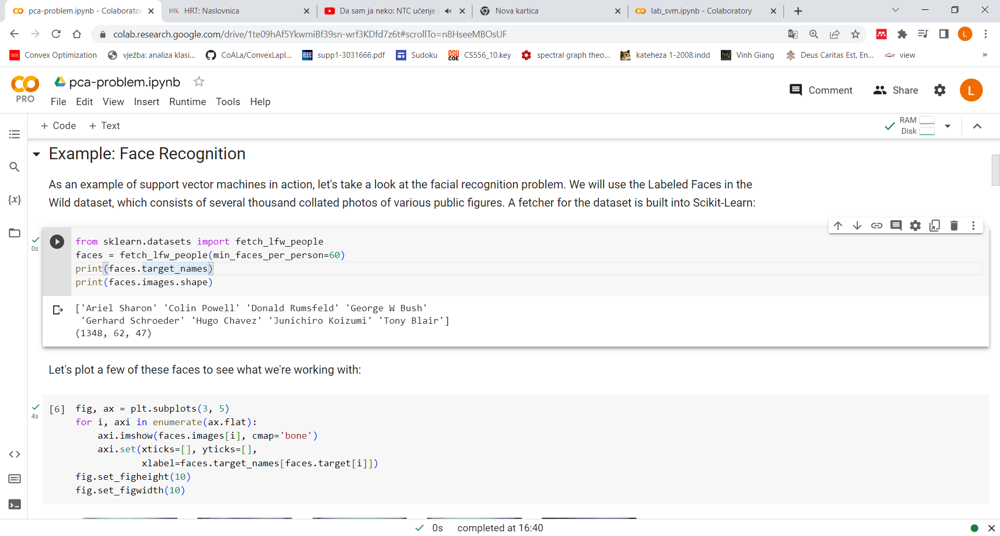 pca-problem.ipynb - Colaborator
HRT: Naslovnica
Da sam ja neko: NTC učenje
Nova kartica
lab_svm.ipynb - Colaboratory
colab.research.google.com/drive/1te09hAf5YkwmiBf39sn-wrf3KDfd7z6t#scrollTo=n8HseeMBOsUF
L
Convex Optimization
vježba: analiza klasi...
CoALa/ConvexLapl...
IEEE
supp1-3031666.pdf
Sudoku
OSU
COE
CS556_10.key
spectral graph theo...
kateheza 1-2008.indd
Vinh Giang
Deus Caritas Est, En...
view
»
PRO
pca-problem.ipynb
File Edit View Insert Runtime Tools Help
Comment
Share
L
+ Code + Text
RAM
Disk
Example: Face Recognition
As an example of support vector machines in action, let's take a look at the facial recognition problem. We will use the Labeled Faces in the
Wild dataset, which consists of several thousand collated photos of various public figures. A fetcher for the dataset is built into Scikit-Learn:
{x}
0s
from sklearn.datasets import fetch_lfw_people
faces = fetch_lfw_people(min_faces_per_person=60)
print(faces.target_names)
print(faces.images.shape)
['Ariel Sharon' 'Colin Powell' 'Donald Rumsfeld' 'George W Bush'
 'Gerhard Schroeder' 'Hugo Chavez' 'Junichiro Koizumi' 'Tony Blair']
(1348, 62, 47)
Let's plot a few of these faces to see what we're working with:
4s
[6]
fig, ax = plt.subplots(3, 5)
for i, axi in enumerate(ax.flat):
    axi.imshow(faces.images[i], cmap='bone')
    axi.set(xticks=[], yticks=[],
            xlabel=faces.target_names[faces.target[i]])
fig.set_figheight(10)
fig.set_figwidth(10)
0s completed at 16:40